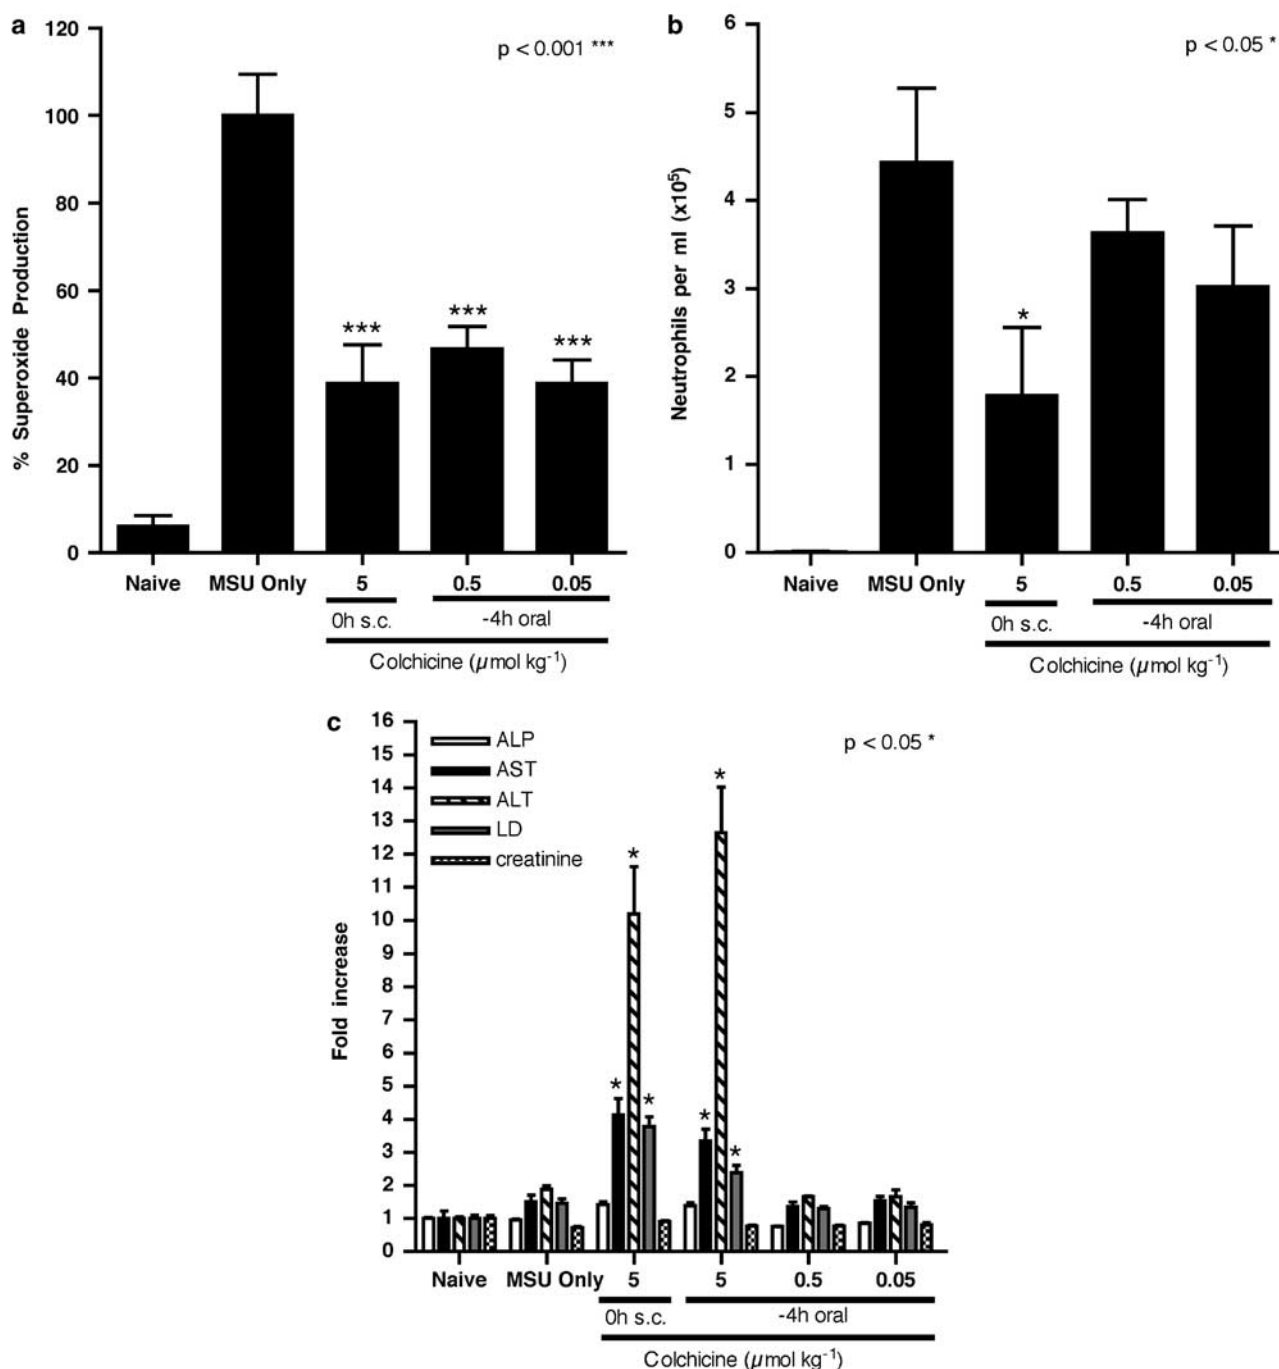 a
120
100
80
60
40
20
0
% Superoxide Production
p < 0.001 ***
***
***
***
Naive MSU Only 5 0.5 0.05
0h s.c. -4h oral
Colchicine (µmol kg-1)
b
6
5
4
3
2
1
0
Neutrophils per ml (x10⁵)
p < 0.05 *
*
Naive MSU Only 5 0.5 0.05
0h s.c. -4h oral
Colchicine (µmol kg-1)
c
16
15
14
13
12
11
10
9
8
7
6
5
4
3
2
1
0
Fold increase
ALP
AST
ALT
LD
creatinine
p < 0.05 *
* * *
* * *
Naive MSU Only 5 5 0.5 0.05
0h s.c. -4h oral
Colchicine (µmol kg-1)